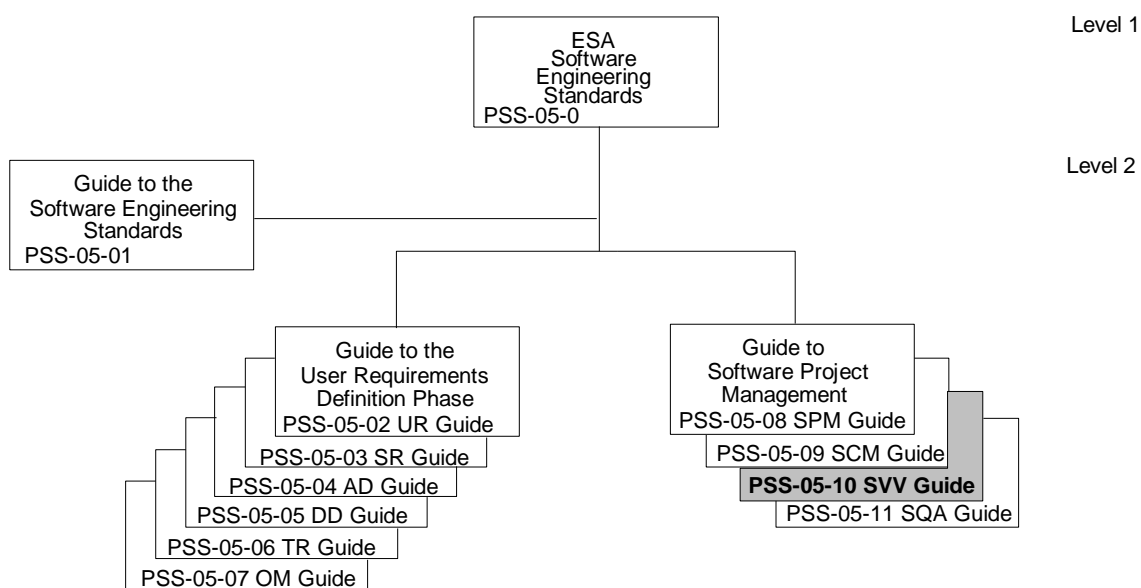 Level 1
ESA
Software
Engineering
Standards
PSS-05-0
Level 2
Guide to the
Software Engineering
Standards
PSS-05-01
Guide to the
User Requirements
Definition Phase
PSS-05-02 UR Guide
PSS-05-03 SR Guide
PSS-05-04 AD Guide
PSS-05-05 DD Guide
PSS-05-06 TR Guide
PSS-05-07 OM Guide
Guide to
Software Project
Management
PSS-05-08 SPM Guide
PSS-05-09 SCM Guide
PSS-05-10 SVV Guide
PSS-05-11 SQA Guide